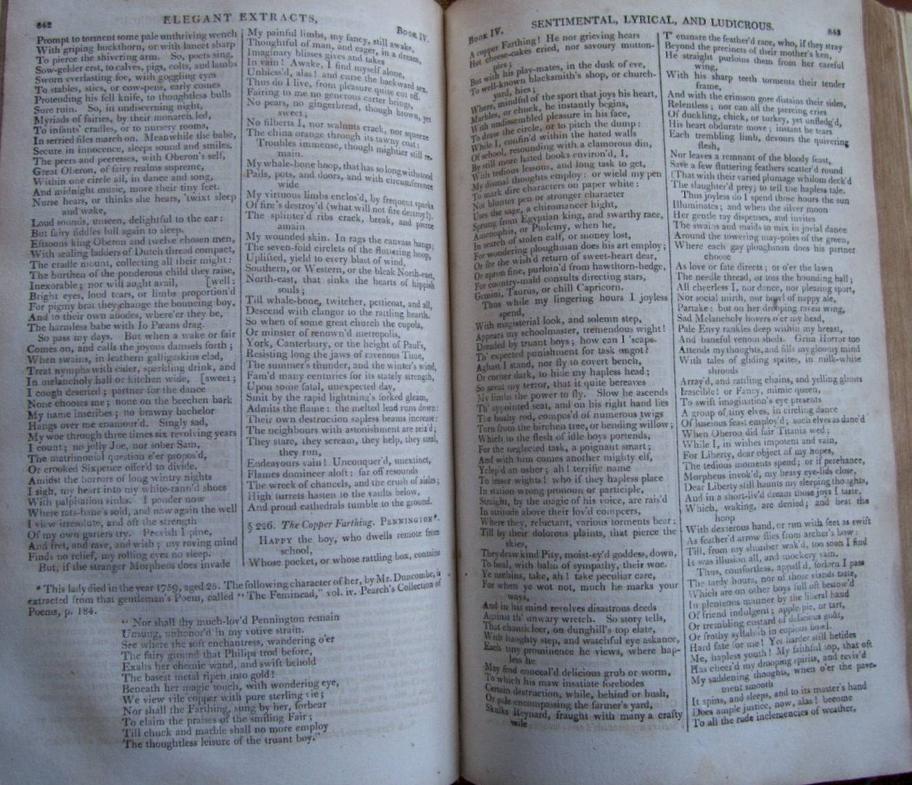 842
ELEGANT EXTRACTS,
Book IV.
Prompt to torment some pale unthriving wench
With griping buckthorn, or with lancet sharp
To pierce the shivering arm. So, poets sing,
Sow-gelder erst, to calves, pigs, colts, and lambs
Sworn everlasting foe, with goggling eyes
To stables, sties, or cow-pens, early comes
Pretending his fell knife, to thoughtless bulls
Sure ruin. So, in undiscerning night,
Myriads of fairies, by their monarch led,
To infants' cradles, or to nursery rooms,
In serried files march on. Meanwhile the babe,
Secure in innocence, sleeps sound and smiles.
The peers and peeresses, with Oberon's self,
Great Oberon, of fairy realms supreme,
Within one circle all, in dance and song,
And midnight music, move their tiny feet.
Nurse hears, or thinks she hears, 'twixt sleep
and wake,
Loud sounds, unseen, delightful to the ear:
But fairy fiddles lull again to sleep.
Eftsoons king Oberon and twelve chosen men,
With scaling ladders of Dutch thread compact,
The cradle mount, collecting all their might:
The burthen of the ponderous child they raise,
Inexorable; nor will aught avail, [well;
Bright eyes, loud tears, or limbs proportion'd
For pigmy brat they change the bouncing boy,
And to their own abodes, where'er they be,
The harmless babe with Io Pæans drag.
So pass my days. But when a wake or fair
Comes on, and calls the joyous damsels forth;
When swains, in leathern galligaskins clad,
Treat nymphs with cider, sparkling drink, and
In melancholy hall or kitchen wide, [sweet;
I cough deserted; partner for the dance
None chooses me; none on the beechen bark
My name inscribes; no brawny bachelor
Hangs over me enamour'd. Singly sad,
My woe through three times six revolving years
I count: no jolly Joe, nor sober Sam,
The matrimonial question e'er propos'd,
Or crooked Sixpence offer'd to divide.
Amidst the horrors of long wintry nights
I sigh, my heart into my white-rann'd shoes
With palpitation sinks. I ponder now
Where rats-bane's sold, and now again the well
I view irresolute, and oft the strength
Of my own garters try. Peevish I pine,
And fret, and rave, and wish; my roving mind
Finds no relief, my rolling eyes no sleep.
But, if the stranger Morpheus does invade
My painful limbs, my fancy, still awake,
Thoughtful of man, and eager, in a dream,
Imaginary blisses gives and takes
In vain! Awake, I find myself alone,
Unbless'd, alas! and curse the backward sex.
Thus do I live, from pleasure quite cut off,
Fairing to me no generous carter brings,
No pears, no gingerbread, though brown, yet
sweet;
No filberts I, nor walnuts crack, nor squeeze
The china orange through its tawny coat;
Troubles immense, though mightier still re-
main.
My whale-bone hoop, that has so long withstood
Pails, pots, and doors, and with circumference
wide
My virtuous limbs enclos'd, by frequent sparks
Of fire's destroy'd (what will not fire destroy!),
The splinter'd ribs crack, break, and pierce
amain
My wounded skin. In rags the canvas hangs;
The seven-fold circlets of the flaunting hoop,
Uplifted, yield to every blast of wind,
Southern, or Western, or the bleak North-east,
North-east, that sinks the hearts of hippish
souls;
Till whale-bone, twitcher, petticoat, and all,
Descend with clangor to the rattling hearth.
So when of some great church the cupola,
Or minster of renown'd metropolis,
York, Canterbury, or the height of Paul's,
Resisting long the jaws of ravenous Time,
The summer's thunder, and the winter's wind,
Fam'd many centuries for its stately strength,
Upon some fatal, unexpected day,
Smit by the rapid lightning's forked gleam,
Admits the flame: the melted lead runs down:
Their own destruction sapless beams increase:
The neighbours with astonishment are seiz'd;
They stare, they scream, they help, they steal,
they run,
Endeavours vain! Unconquer'd, unextinct,
Flames domineer aloft: far off resounds
The wreck of chancels, and the crush of aisles;
High turrets hasten to the vaults below,
And proud cathedrals tumble to the ground.
§ 226. The Copper Farthing. PENNINGTON*.
HAPPY the boy, who dwells remote from
school,
Whose pocket, or whose rattling box, contains
* This lady died in the year 1759, aged 25. The following character of her, by Mr. Duncombe, is
extracted from that gentleman's Poem, called "The Feminead," vol. iv. Pearch's Collection of
Poems, p. 184.
"Nor shall thy much-lov'd Pennington remain
Unsung, unhonor'd in my votive strain.
See where the soft enchantress, wandering o'er
The fairy ground that Philips trod before,
Exalts her chemic wand, and swift behold
The basest metal ripen into gold!
Beneath her magic touch, with wondering eye,
We view vile copper with pure sterling vie;
Nor shall the Farthing, sung by her, forbear
To claim the praises of the smiling Fair;
Till chuck and marble shall no more employ
The thoughtless leisure of the truant boy."
Book IV.
SENTIMENTAL, LYRICAL, AND LUDICROUS.
843
A copper Farthing! He nor grieving hears
Hot cheese-cakes cried, nor savoury mutton-
pies;
But with his play-mates, in the dusk of eve,
To well-known blacksmith's shop, or church-
yard, hies;
Where, mindful of the sport that joys his heart,
Marbles, or chuck, he instantly begins,
With undissembled pleasure in his face,
To draw the circle, or to pitch the dump:
While I, confin'd within the hated walls
Of school, resounding with a clamorous din,
By still more hated books environ'd, I,
With tedious lessons, and long task to get,
My dismal thoughts employ: or wield my pen
To mark dire characters on paper white:
Not blunter pen or stronger character
Uses the sage, a chiromancer hight,
Sprung from Egyptian king, and swarthy race,
Amenophis, or Ptolemy, when he,
In search of stolen calf, or money lost,
For wondering ploughman does his art employ;
Or for the wish'd return of sweet-heart dear,
Or apron fine, purloin'd from hawthorn-hedge,
For country-maid consults directing stars,
Gemini, Taurus, or chill Capricorn.
Thus while my lingering hours I joyless
spend,
With magisterial look, and solemn step,
Appears my schoolmaster, tremendous wight!
Dreaded by truant boys; how can I 'scape
Th' expected punishment for task ungot?
Aghast I stand, nor fly to covert bench,
Or corner dark, to hide my hapless head;
So great my terror, that it quite bereaves
My limbs the power to fly. Slow he ascends
Th' appointed seat, and on his right hand lies
The bushy rod, compos'd of numerous twigs
Torn from the birchen tree, or bending willow;
Which to the flesh of idle boys portends,
For the neglected task, a poignant smart;
And with him comes another mighty elf,
Yclep'd an usher; ah! terrific name
To lesser wights! who if they hapless place
In station wrong pronoun or participle,
Straight, by the magic of his voice, are rais'd
In attitude above their lov'd compeers,
Where they, reluctant, various torments bear:
Till by their dolorous plaints, that pierce the
skies,
They draw kind Pity, moist-ey'd goddess, down,
To heal, with balm of sympathy, their woe.
Ye urchins, take, ah! take peculiar care,
For when ye wot not, much he marks your
ways,
And in his mind revolves disastrous deeds
Against th' unwary wretch. So story tells,
That chanticleer, on dunghill's top elate,
With haughty step, and watchful eye askance,
Each tiny prominence he views, where hap-
less he
May find conceal'd delicious grub or worm,
To which his maw insatiate forebodes
Certain destruction, while, behind or bush,
Or pale encompassing the farmer's yard,
Skulks Reynard, fraught with many a crafty
wile
T' ensnare the feather'd race, who, if they stray
Beyond the precincts of their mother's ken,
He straight purloins them from her careful
wing,
With his sharp teeth torments their tender
frame,
And with the crimson gore distains their sides,
Relentless; nor can all the piercing cries
Of duckling, chick, or turkey, yet unfledg'd,
His heart obdurate move; instant he tears
Each trembling limb, devours the quivering
flesh,
Nor leaves a remnant of the bloody feast,
Save a few fluttering feathers scatter'd round
(That with their varied plumage whilom deck'd
The slaughter'd prey) to tell the hapless tale.
Thus joyless do I spend those hours the sun
Illuminates; and when the silver moon
Her gentle ray dispenses, and invites
The swains and maids to mix in jovial dance
Around the towering may-poles of the green,
Where each gay ploughman does his partner
choose
As love or fate directs; or o'er the lawn
The needle thread, or toss the bounding ball;
All cheerless I, nor dance, nor pleasing sport,
Nor social mirth, nor bowl of nappy ale,
Partake: but on her drooping raven wing,
Sad Melancholy hovers o'er my head,
Pale Envy rankles deep within my breast,
And baneful venom sheds. Grim Horror too
Attends my thoughts, and fills my gloomy mind
With tales of gliding sprites, in milk-white
shrouds
Array'd, and rattling chains, and yelling ghosts
Irascible! or Fancy, chimic queen,
To swift imagination's eye presents
A group of tiny elves, in circling dance
Of luscious feast employ'd; such elves as danc'd
When Oberon did fair Titania wed;
While I, in wishes impotent and vain,
For Liberty, dear object of my hopes,
The tedious moments spend; or if perchance,
Morpheus invok'd, my heavy eye-lids close,
Dear Liberty still haunts my sleeping thoughts,
And in a short-liv'd dream those joys I taste,
Which, waking, are denied; and beat the
hoop
With dexterous hand, or run with feet as swift
As feather'd arrow flies from archer's bow;
Till, from my slumber wak'd, too soon I find
It was illusion all, and mockery vain.
Thus, comfortless, appall'd, forlorn I pass
The tardy hours, nor of those viands taste,
Which are on other boys full oft bestow'd
In plenteous manner by the liberal hand
Of friend indulgent; apple pie, or tart,
Or trembling custard of delicious gout,
Or frothy syllabub in copious bowl.
Hard fate for me! Yet harder still betides
Me, hapless youth! My faithful top, that oft
Has cheer'd my drooping spirits, and reviv'd
My saddening thoughts, when o'er the pave-
ment smooth
It spins, and sleeps, and to its master's hand
Does ample justice, now, alas! become
To all the rude inclemencies of weather,